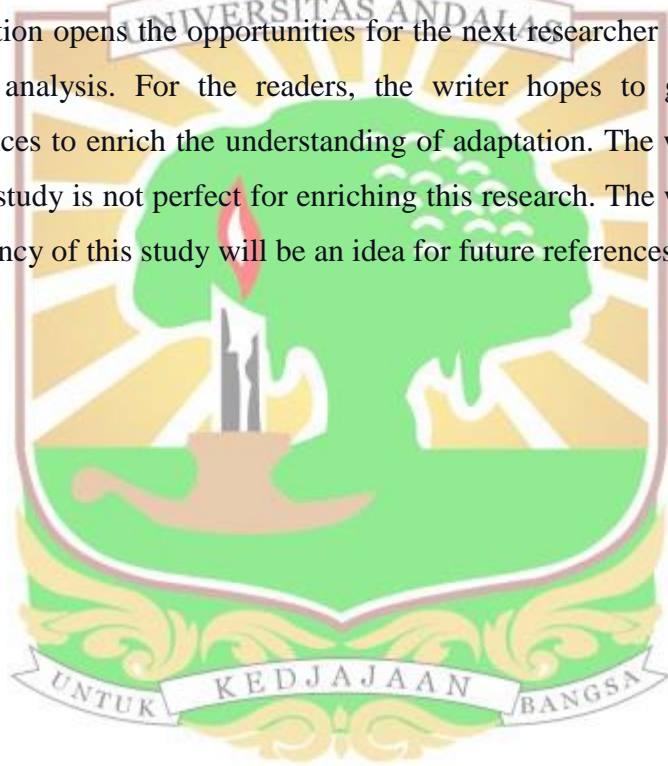 UNIVERSITAS ANDALAS
tion opens the opportunities for the next researcher
analysis. For the readers, the writer hopes to g
ces to enrich the understanding of adaptation. The w
study is not perfect for enriching this research. The w
ncy of this study will be an idea for future references
UNTUK KEDJAJAAN BANGSA